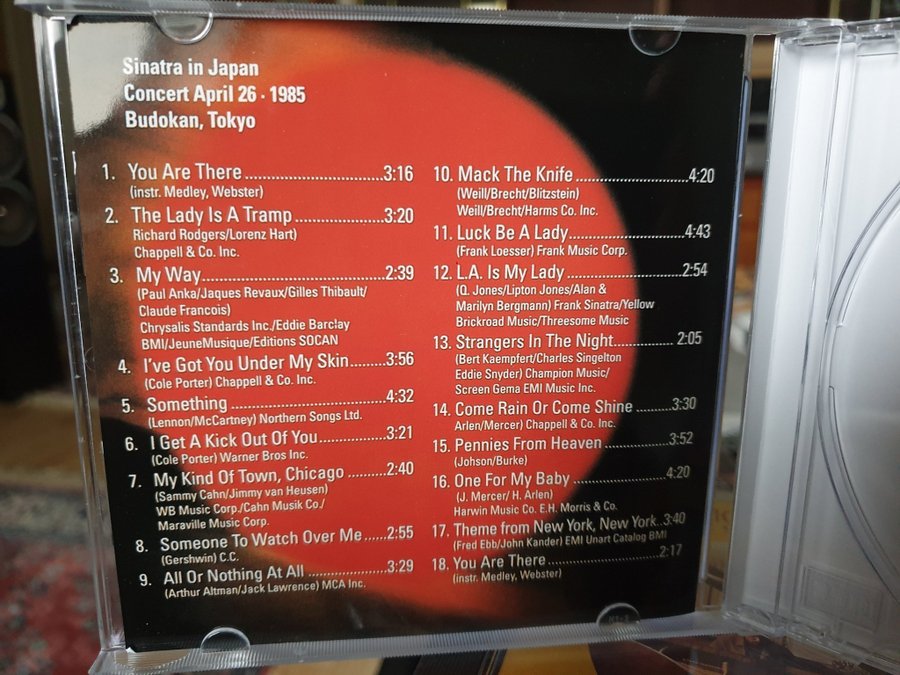 Sinatra in Japan
Concert April 26 · 1985
Budokan, Tokyo
1. You Are There ..................................3:16
(instr. Medley, Webster)
2. The Lady Is A Tramp ......................3:20
Richard Rodgers/Lorenz Hart)
Chappell & Co. Inc.
3. My Way............................................2:39
(Paul Anka/Jaques Revaux/Gilles Thibault/
Claude Francois)
Chrysalis Standards Inc./Eddie Barclay
BMI/JeuneMusique/Editions SOCAN
4. I've Got You Under My Skin.........3:56
(Cole Porter) Chappell & Co. Inc.
5. Something .....................................4:32
(Lennon/McCartney) Northern Songs Ltd.
6. I Get A Kick Out Of You................3:21
(Cole Porter) Warner Bros Inc.
7. My Kind Of Town, Chicago .........2:40
(Sammy Cahn/Jimmy van Heusen)
WB Music Corp./Cahn Musik Co./
Maraville Music Corp.
8. Someone To Watch Over Me.....2:55
(Gershwin) C.C.
9. All Or Nothing At All ...................3:29
(Arthur Altman/Jack Lawrence) MCA Inc.
10. Mack The Knife .........................4:20
(Weill/Brecht/Blitzstein)
Weill/Brecht/Harms Co. Inc.
11. Luck Be A Lady..........................4:43
(Frank Loesser) Frank Music Corp.
12. L.A. Is My Lady .........................2:54
(Q. Jones/Lipton Jones/Alan &
Marilyn Bergmann) Frank Sinatra/Yellow
Brickroad Music/Threesome Music
13. Strangers In The Night............. 2:05
(Bert Kaempfert/Charles Singelton
Eddie Snyder) Champion Music/
Screen Gema EMI Music Inc.
14. Come Rain Or Come Shine .........3:30
Arlen/Mercer) Chappell & Co. Inc.
15. Pennies From Heaven ................3:52
(Johson/Burke)
16. One For My Baby .......................4:20
(J. Mercer/ H. Arlen)
Harwin Music Co. E.H. Morris & Co.
17. Theme from New York, New York..3:40
(Fred Ebb/John Kander) EMI Unart Catalog BMI
18. You Are There ............................2:17
(instr. Medley, Webster)